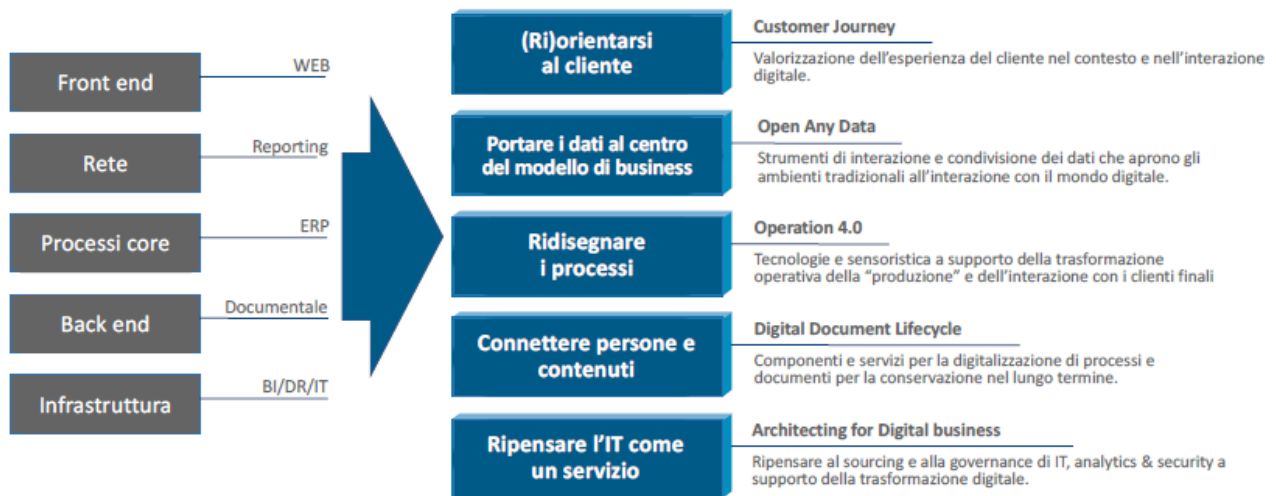 Front end
WEB
Rete
Reporting
Processi core
ERP
Back end
Documentale
Infrastruttura
BI/DR/IT
(Ri)orientarsi
al cliente
Customer Journey
Valorizzazione dell'esperienza del cliente nel contesto e nell'interazione
digitale.
Portare i dati al centro
del modello di business
Open Any Data
Strumenti di interazione e condivisione dei dati che aprono gli
ambienti tradizionali all'interazione con il mondo digitale.
Ridisegnare
i processi
Operation 4.0
Tecnologie e sensoristica a supporto della trasformazione
operativa della "produzione" e dell'interazione con i clienti finali
Connettere persone e
contenuti
Digital Document Lifecycle
Componenti e servizi per la digitalizzazione di processi e
documenti per la conservazione nel lungo termine.
Ripensare l'IT come
un servizio
Architecting for Digital business
Ripensare al sourcing e alla governance di IT, analytics & security a
supporto della trasformazione digitale.